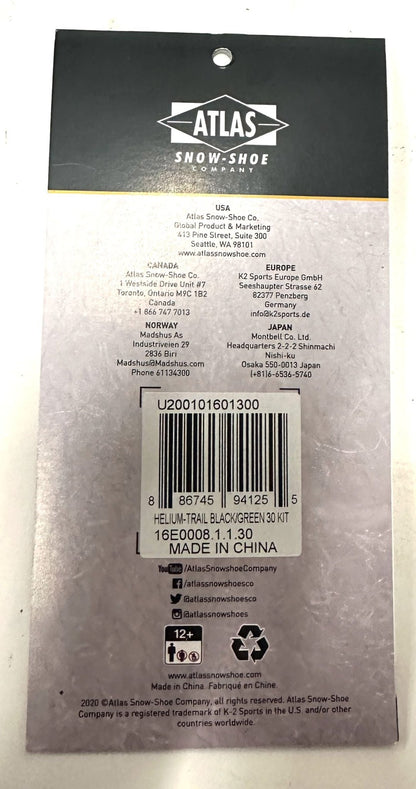 ATLAS
SNOW-SHOE
COMPANY
USA
Atlas Snow-Shoe Co.
Global Product & Marketing
413 Pine Street, Suite 300
Seattle, WA 98101
www.atlassnowshoe.com
CANADA
Atlas Snow-Shoe Co.
1 Westside Drive Unit #7
Toronto, Ontario M9C 1B2
Canada
+1 866 747 7013
EUROPE
K2 Sports Europe GmbH
Seeshaupter Strasse 62
82377 Penzberg
Germany
info@k2sports.de
NORWAY
Madshus As
Industriveien 29
2836 Biri
Madshus@Madshus.com
Phone 61134300
JAPAN
Montbell Co. Ltd.
Headquarters 2-2-2 Shinmachi
Nishi-ku
Osaka 550-0013 Japan
(+81)6-6536-5740
U200101601300
8 86745 94125 5
HELIUM-TRAIL BLACK/GREEN 30 KIT
16E0008.1.1.30
MADE IN CHINA
YouTube /AtlasSnowshoeCompany
/atlassnowshoesco
@atlassnowshoesco
@atlassnowshoes
12+
www.atlassnowshoe.com
Made in China. Fabriqué en Chine.
2020 ©Atlas Snow-Shoe Company, all rights reserved. Atlas Snow-Shoe
Company is a registered trademark of K-2 Sports in the U.S. and/or other
countries worldwide.